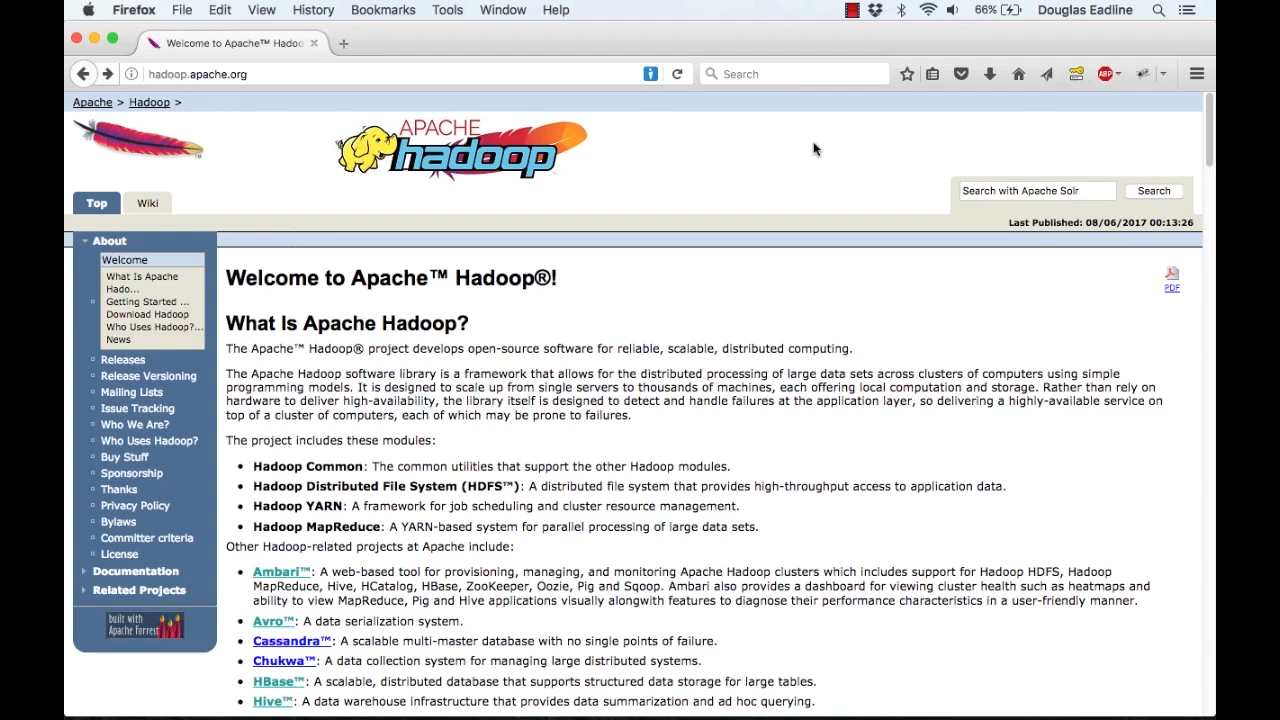 Firefox File Edit View History Bookmarks Tools Window Help 66% Douglas Eadline
Welcome to Apache™ Hadoo
hadoop.apache.org Search ABP
Apache > Hadoop >
APACHE
hadoop
Search with Apache Solr Search
Top Wiki
Last Published: 08/06/2017 00:13:26
About
Welcome
What Is Apache
Hado...
Getting Started ...
Download Hadoop
Who Uses Hadoop?...
News
Releases
Release Versioning
Mailing Lists
Issue Tracking
Who We Are?
Who Uses Hadoop?
Buy Stuff
Sponsorship
Thanks
Privacy Policy
Bylaws
Committer criteria
License
Documentation
Related Projects
built with
Apache Forrest
Welcome to Apache™ Hadoop®!
PDF
What Is Apache Hadoop?
The Apache™ Hadoop® project develops open-source software for reliable, scalable, distributed computing.
The Apache Hadoop software library is a framework that allows for the distributed processing of large data sets across clusters of computers using simple
programming models. It is designed to scale up from single servers to thousands of machines, each offering local computation and storage. Rather than rely on
hardware to deliver high-availability, the library itself is designed to detect and handle failures at the application layer, so delivering a highly-available service on
top of a cluster of computers, each of which may be prone to failures.
The project includes these modules:
• Hadoop Common: The common utilities that support the other Hadoop modules.
• Hadoop Distributed File System (HDFS™): A distributed file system that provides high-throughput access to application data.
• Hadoop YARN: A framework for job scheduling and cluster resource management.
• Hadoop MapReduce: A YARN-based system for parallel processing of large data sets.
Other Hadoop-related projects at Apache include:
• Ambari™: A web-based tool for provisioning, managing, and monitoring Apache Hadoop clusters which includes support for Hadoop HDFS, Hadoop
MapReduce, Hive, HCatalog, HBase, ZooKeeper, Oozie, Pig and Sqoop. Ambari also provides a dashboard for viewing cluster health such as heatmaps and
ability to view MapReduce, Pig and Hive applications visually alongwith features to diagnose their performance characteristics in a user-friendly manner.
• Avro™: A data serialization system.
• Cassandra™: A scalable multi-master database with no single points of failure.
• Chukwa™: A data collection system for managing large distributed systems.
• HBase™: A scalable, distributed database that supports structured data storage for large tables.
• Hive™: A data warehouse infrastructure that provides data summarization and ad hoc querying.